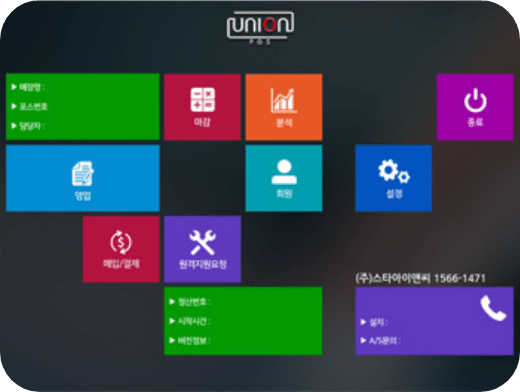 UNION
POS
▶ 매장명 :
▶ 포스번호
▶ 담당자 :
마감
분석
종료
영업
회원
설정
매입/결제
원격지원요청
(주)스타아이앤씨 1566-1471
▶ 정산번호 :
▶ 시작시간 :
▶ 버전정보 :
▶ 설치 :
▶ A/S문의 :